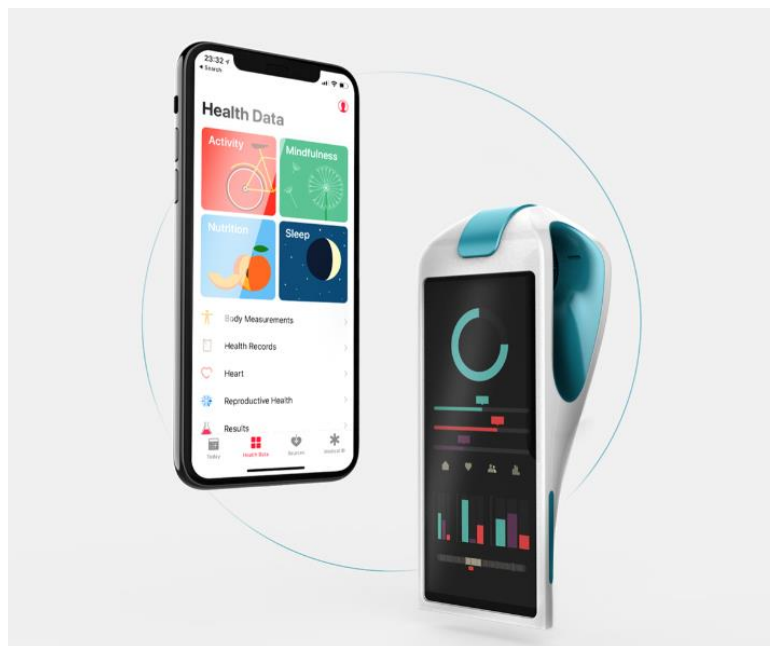 23:32
Search
Health Data
Activity
Mindfulness
Nutrition
Sleep
Body Measurements
Health Records
Heart
Reproductive Health
Results
Today
Health Data
Sources
Medical ID